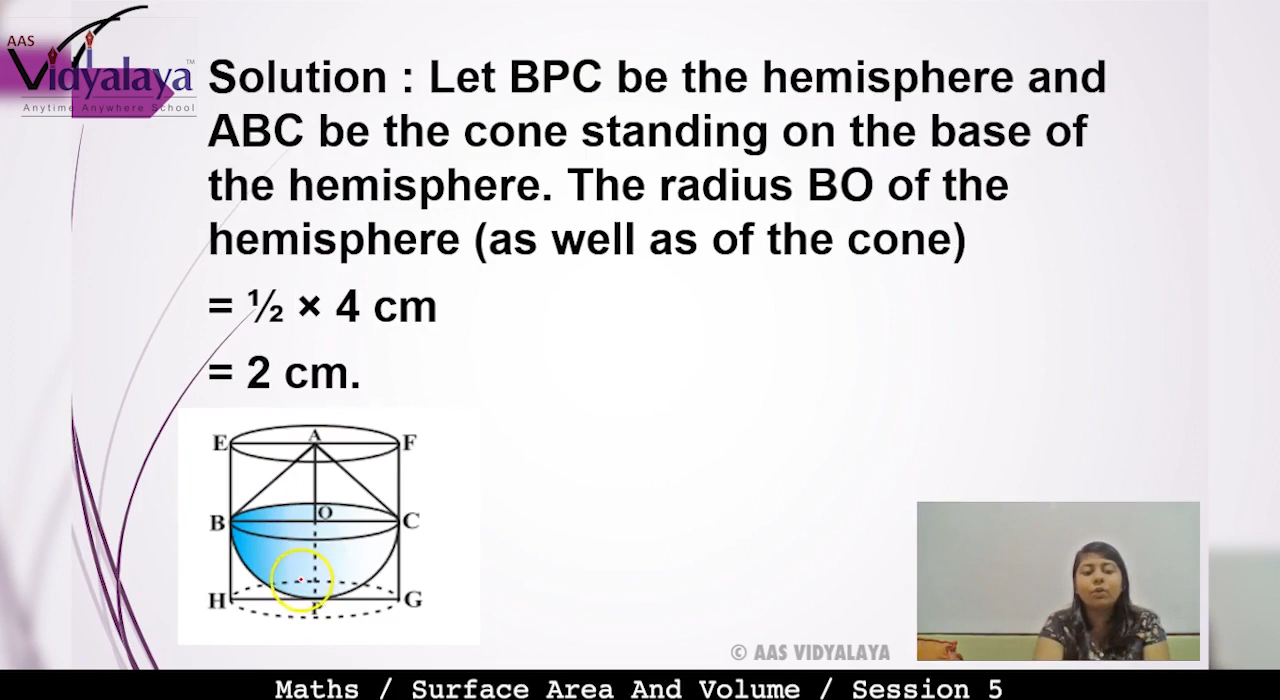 AAS
Vidyalaya
TM
Anytime Anywhere School
Solution : Let BPC be the hemisphere and
ABC be the cone standing on the base of
the hemisphere. The radius BO of the
hemisphere (as well as of the cone)
= ½ × 4 cm
= 2 cm.
E A F
B O C
H P G
© AAS VIDYALAYA
Maths / Surface Area And Volume / Session 5